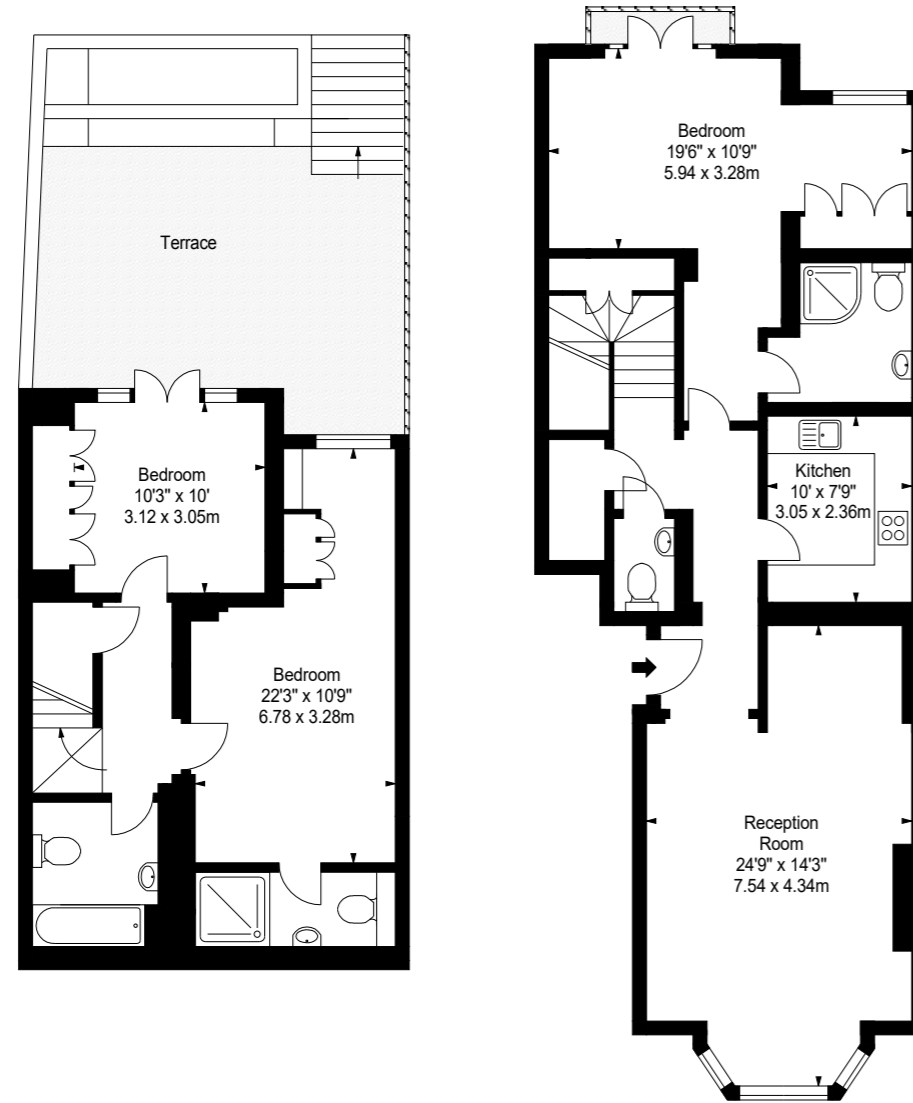 Terrace
Bedroom
10'3" x 10'
3.12 x 3.05m
Bedroom
22'3" x 10'9"
6.78 x 3.28m
Bedroom
19'6" x 10'9"
5.94 x 3.28m
Kitchen
10' x 7'9"
3.05 x 2.36m
Reception
Room
24'9" x 14'3"
7.54 x 4.34m